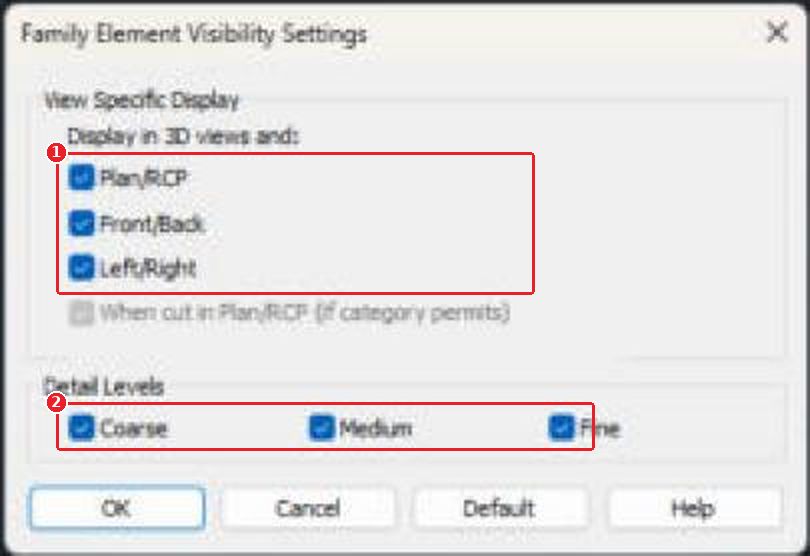 Family Element Visibility Settings
View Specific Display
Display in 3D views and:
1
Plan/RCP
Front/Back
Left/Right
When cut in Plan/RCP (if category permits)
Detail Levels
2
Coarse Medium Fine
OK Cancel Default Help